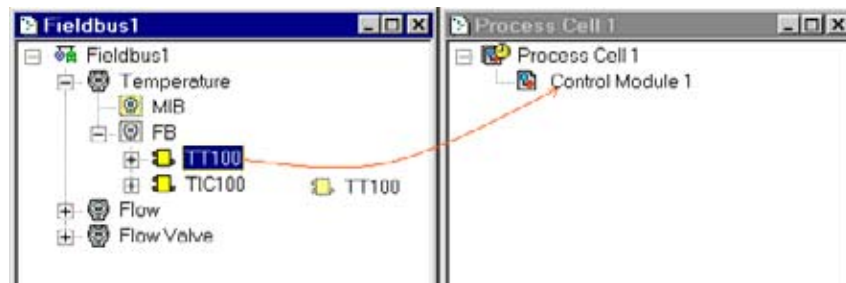 Fieldbus1
Fieldbus1
Temperature
MIB
FB
TT100
TIC100
TT100
Flow
Flow Valve
Process Cell 1
Process Cell 1
Control Module 1